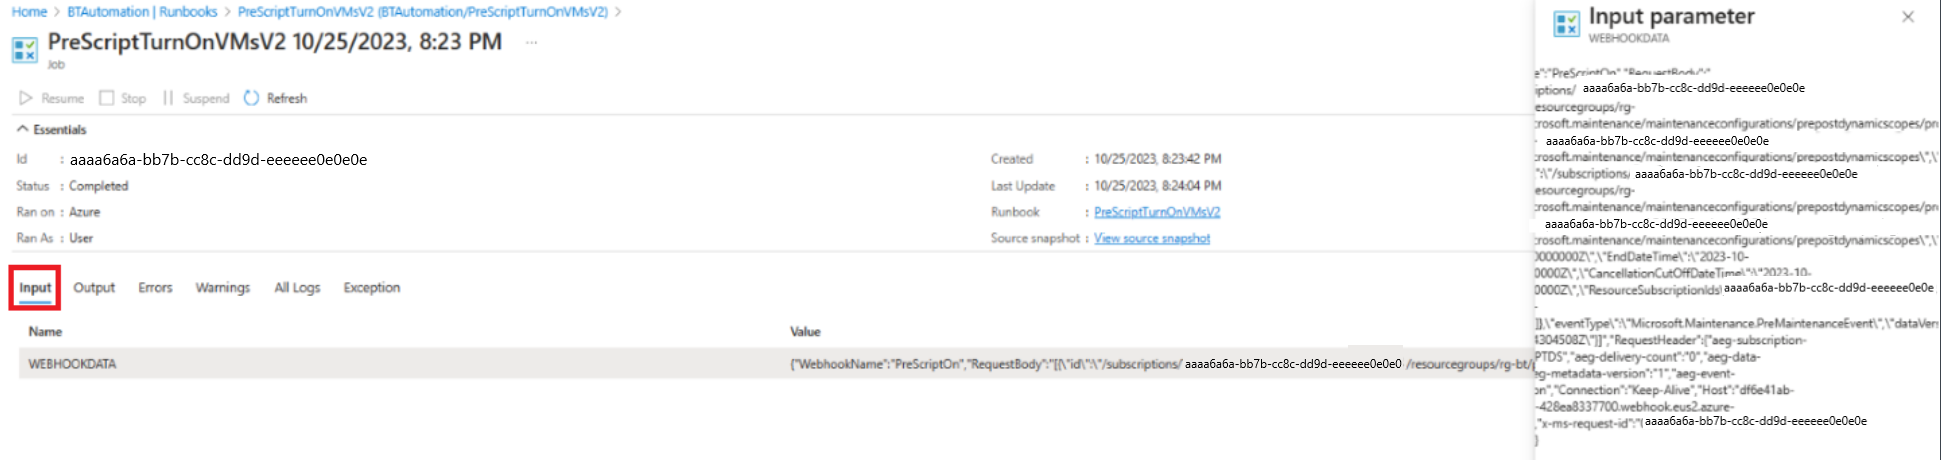 Home > BTAutomation | Runbooks > PreScriptTurnOnVMsV2 (BTAutomation/PreScriptTurnOnVMsV2) >
PreScriptTurnOnVMsV2 10/25/2023, 8:23 PM ...
Job
Resume Stop Suspend Refresh
Essentials
Id : aaaa6a6a-bb7b-cc8c-dd9d-eeeeee0e0e0e
Status : Completed
Ran on : Azure
Ran As : User
Created : 10/25/2023, 8:23:42 PM
Last Update : 10/25/2023, 8:24:04 PM
Runbook : PreScriptTurnOnVMsV2
Source snapshot : View source snapshot
Input Output Errors Warnings All Logs Exception
Name Value
WEBHOOKDATA {"WebhookName":"PreScriptOn","RequestBody":"[{\"id\":\"/subscriptions/ aaaa6a6a-bb7b-cc8c-dd9d-eeeeee0e0e0 /resourcegroups/rg-bt/
Input parameter
WEBHOOKDATA
e":"PreScriptOn","RequestBody":"
iptions/ aaaa6a6a-bb7b-cc8c-dd9d-eeeeee0e0e0e
esourcegroups/rg-
crosoft.maintenance/maintenanceconfigurations/prepostdynamicscopes/pr
aaaa6a6a-bb7b-cc8c-dd9d-eeeeee0e0e0e
crosoft.maintenance/maintenanceconfigurations/prepostdynamicscopes\",\
":\"/subscriptions/ aaaa6a6a-bb7b-cc8c-dd9d-eeeeee0e0e0e
esourcegroups/rg-
crosoft.maintenance/maintenanceconfigurations/prepostdynamicscopes/pr
aaaa6a6a-bb7b-cc8c-dd9d-eeeeee0e0e0e
crosoft.maintenance/maintenanceconfigurations/prepostdynamicscopes\",\
0000000Z\",\"EndDateTime\":\"2023-10-
0000Z\",\"CancellationCutOffDateTime\":\"2023-10-
0000Z\",\"ResourceSubscriptionIds\ aaaa6a6a-bb7b-cc8c-dd9d-eeeeee0e0e0e
]},\"eventType\":\"Microsoft.Maintenance.PreMaintenanceEvent\",\"dataVers
4304508Z\"}]","RequestHeader":{"aeg-subscription-
PTDS","aeg-delivery-count":"0","aeg-data-
eg-metadata-version":"1","aeg-event-
on","Connection":"Keep-Alive","Host":"df6e41ab-
-428ea8337700.webhook.eus2.azure-
,"x-ms-request-id":" aaaa6a6a-bb7b-cc8c-dd9d-eeeeee0e0e0e
}